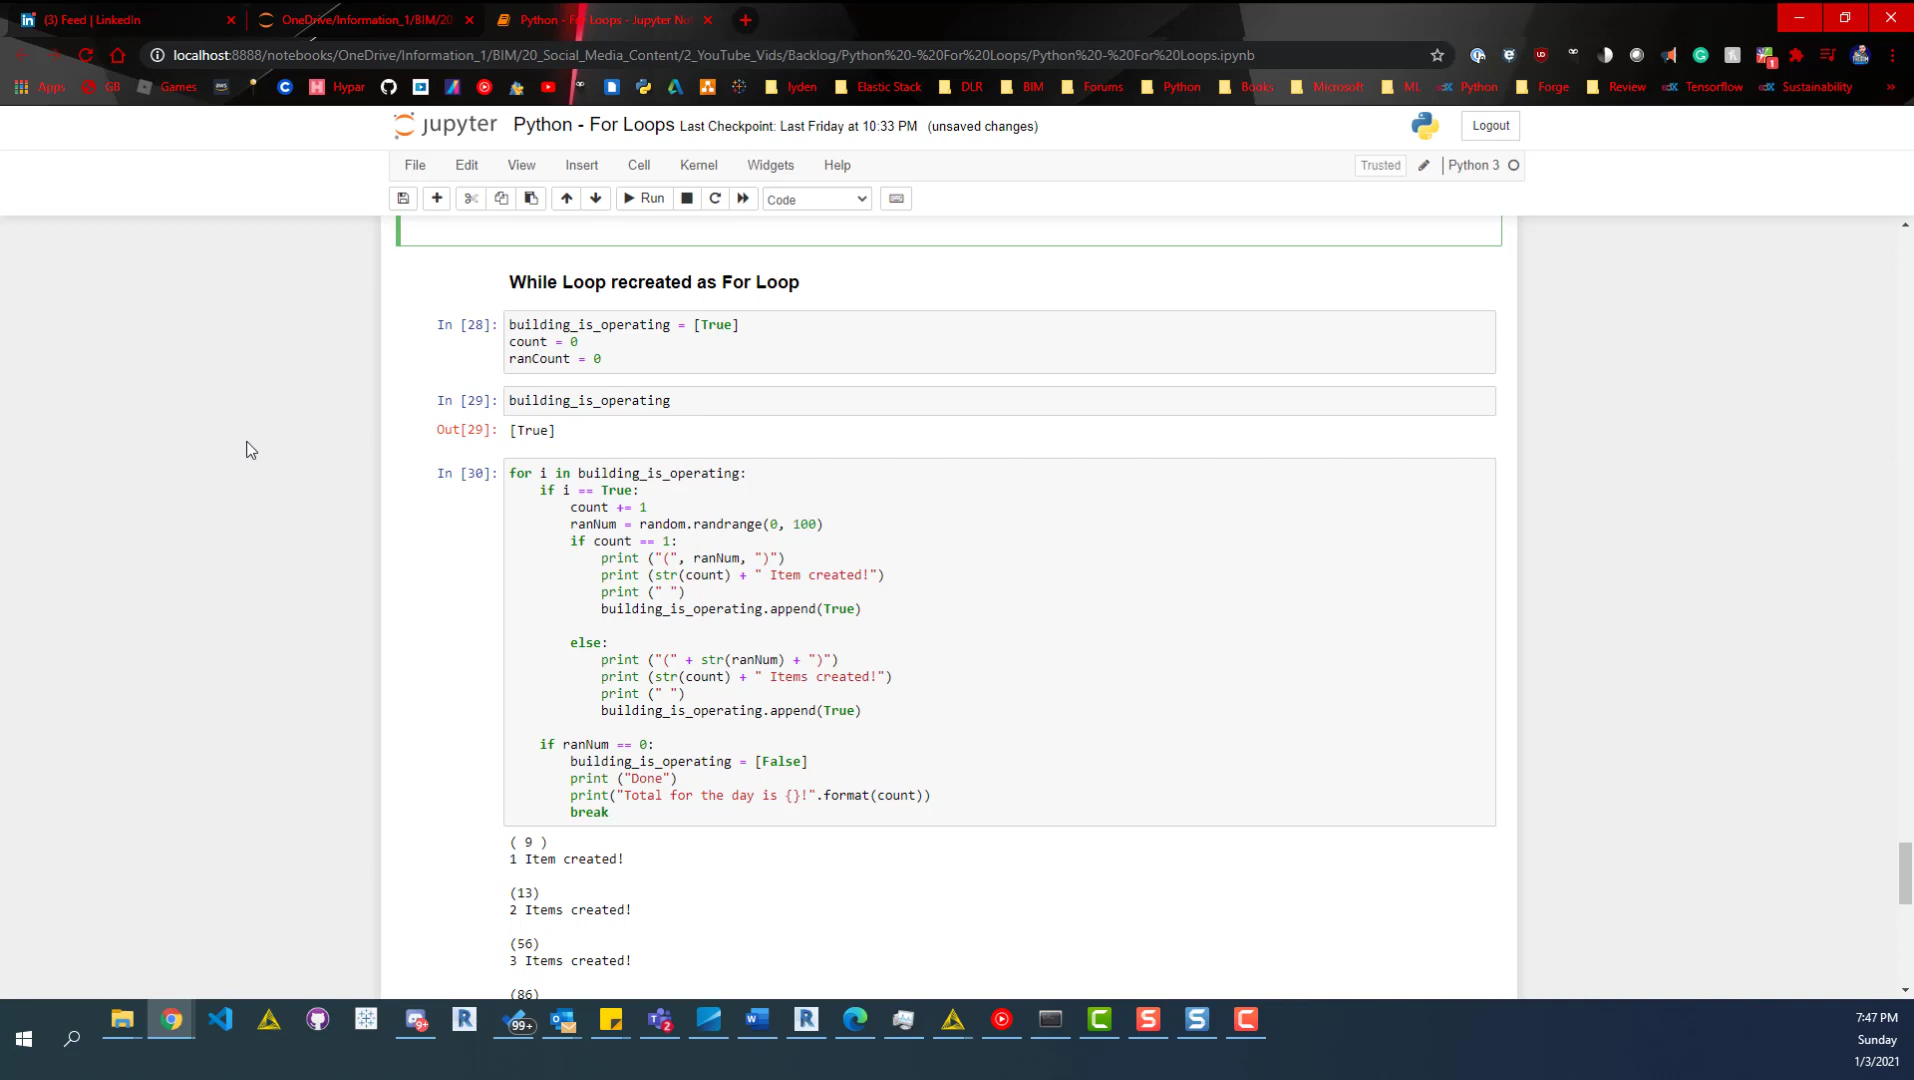 (3) Feed | LinkedIn
OneDrive/Information_1/BIM/20
Python - For Loops - Jupyter No
localhost:8888/notebooks/OneDrive/Information_1/BIM/20_Social_Media_Content/2_YouTube_Vids/Backlog/Python%20-%20For%20Loops/Python%20-%20For%20Loops.ipynb
Apps GB Games aws Hypar Iyden Elastic Stack DLR BIM Forums Python Books Microsoft ML Python Forge Review Tensorflow Sustainability »
jupyter Python - For Loops Last Checkpoint: Last Friday at 10:33 PM (unsaved changes)
Logout
File Edit View Insert Cell Kernel Widgets Help
Trusted Python 3
Run Code
While Loop recreated as For Loop
In [28]: building_is_operating = [True]
count = 0
ranCount = 0
In [29]: building_is_operating
Out[29]: [True]
In [30]: for i in building_is_operating:
if i == True:
count += 1
ranNum = random.randrange(0, 100)
if count == 1:
print ("(", ranNum, ")")
print (str(count) + " Item created!")
print (" ")
building_is_operating.append(True)
else:
print ("(" + str(ranNum) + ")")
print (str(count) + " Items created!")
print (" ")
building_is_operating.append(True)
if ranNum == 0:
building_is_operating = [False]
print ("Done")
print("Total for the day is {}!".format(count))
break
( 9 )
1 Item created!
(13)
2 Items created!
(56)
3 Items created!
(86)
99+
7:47 PM
Sunday
1/3/2021